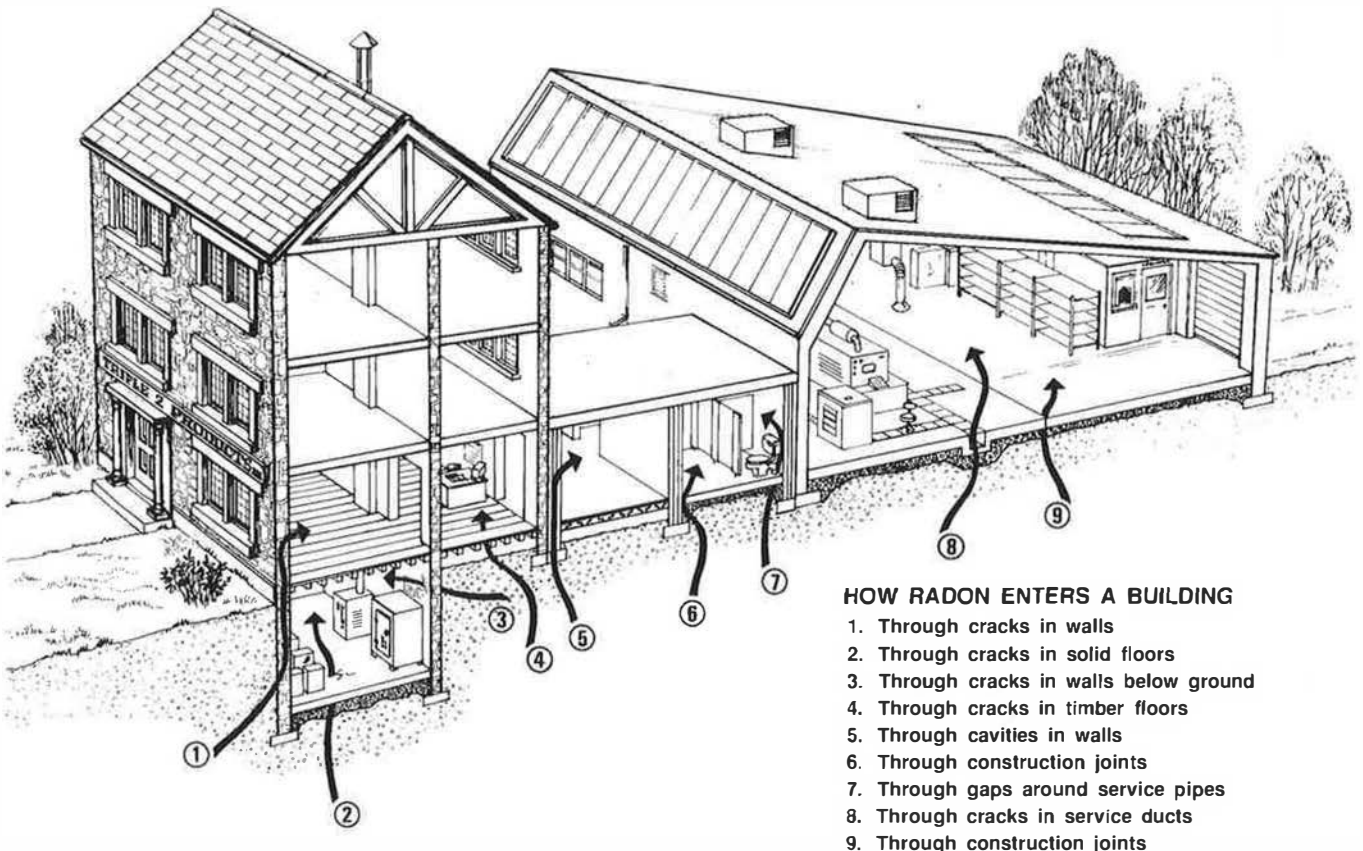 TRIPLE 2 PRODUCTS
①
②
③
④
⑤
⑥
⑦
⑧
⑨
HOW RADON ENTERS A BUILDING
1. Through cracks in walls
2. Through cracks in solid floors
3. Through cracks in walls below ground
4. Through cracks in timber floors
5. Through cavities in walls
6. Through construction joints
7. Through gaps around service pipes
8. Through cracks in service ducts
9. Through construction joints